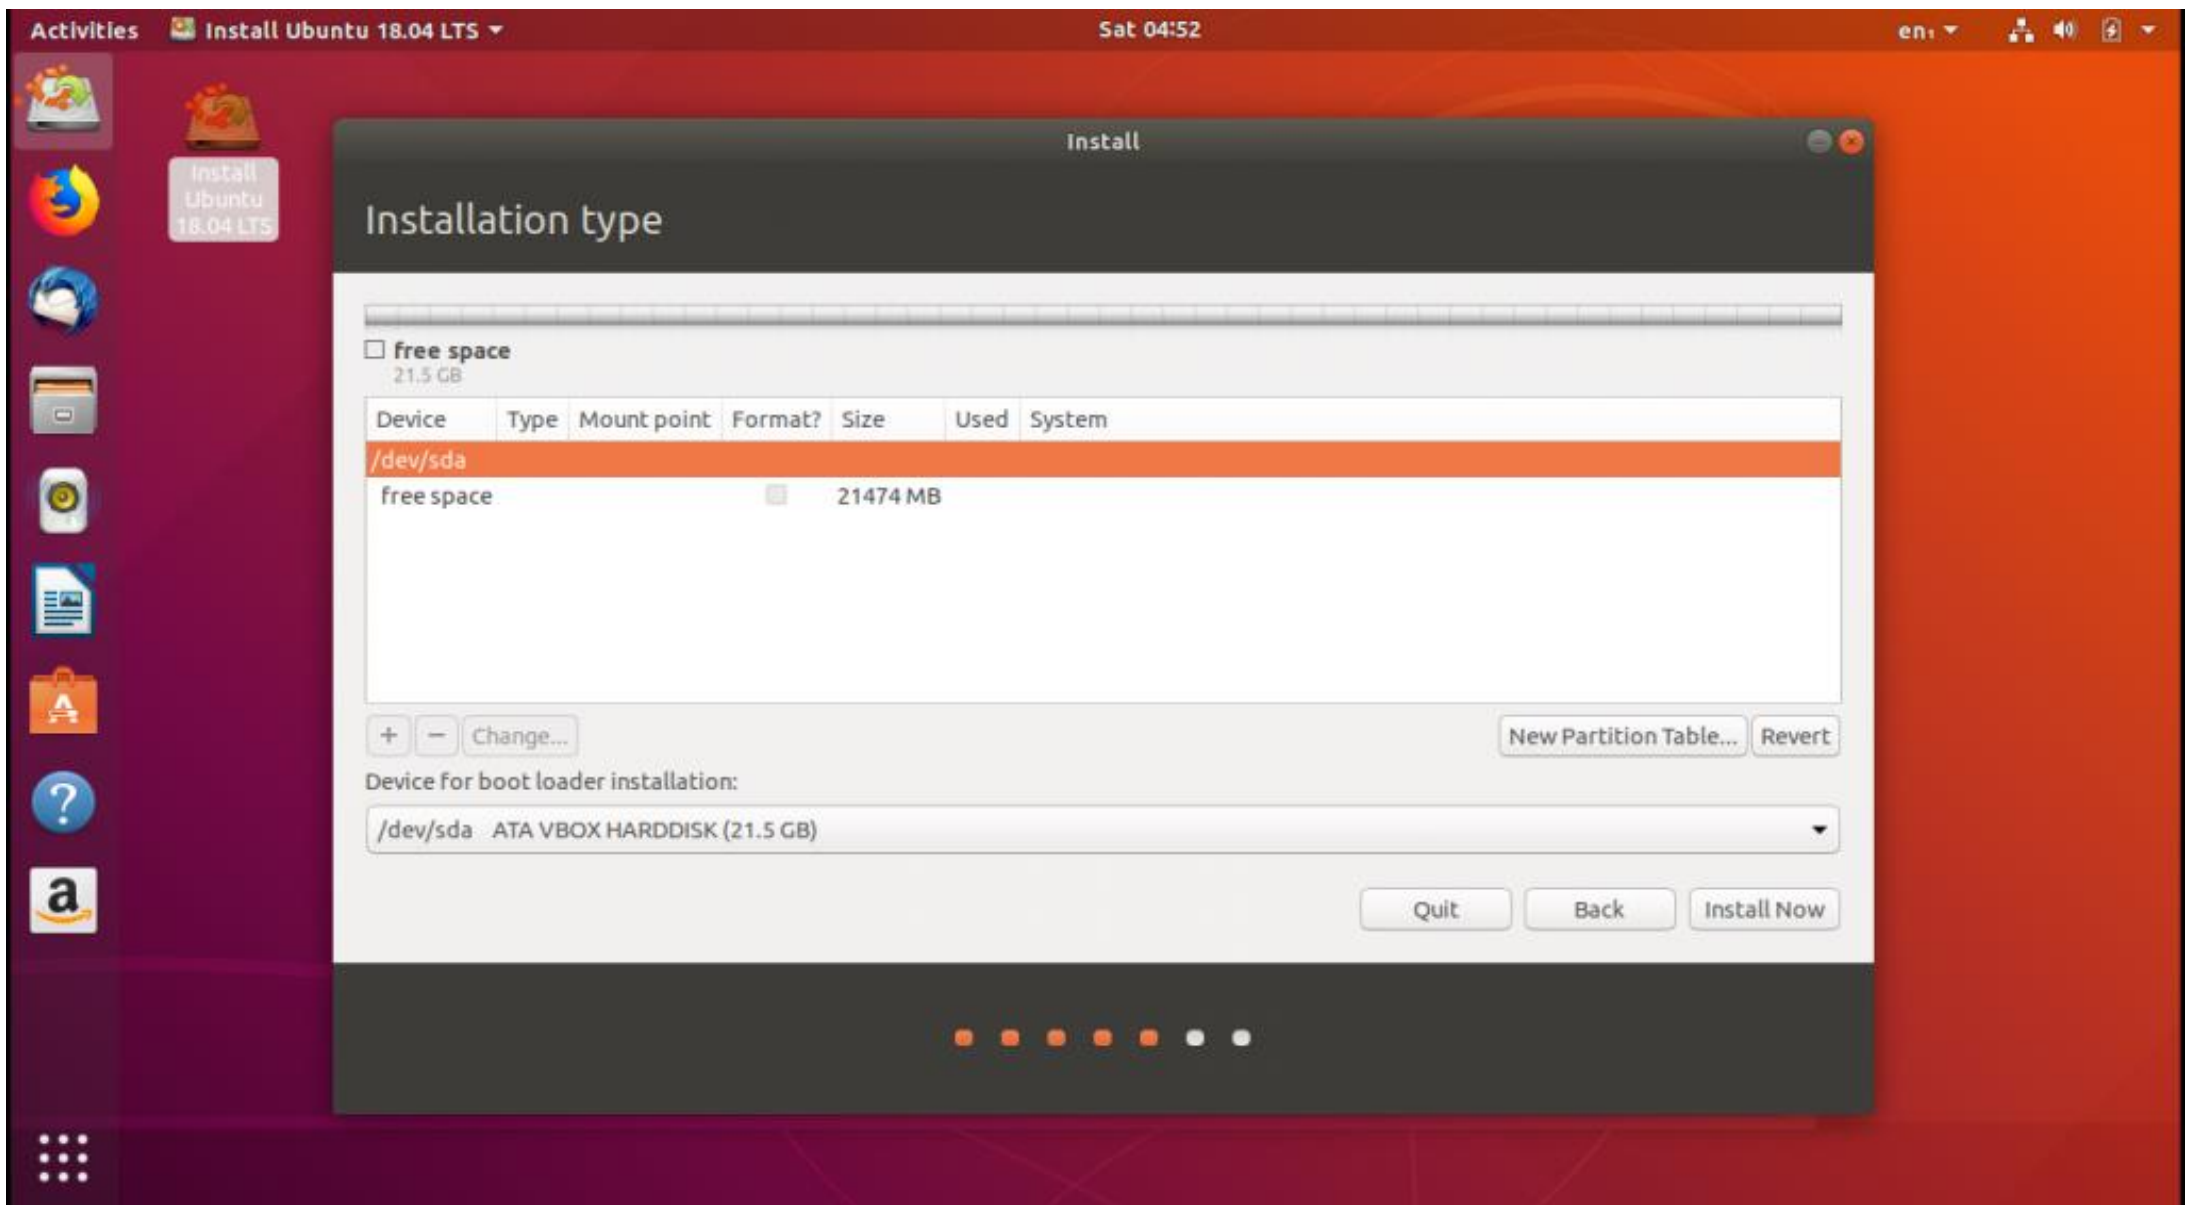 Activities Install Ubuntu 18.04 LTS Sat 04:52 en₁
Install
Ubuntu
18.04 LTS
Install
Installation type
free space
21.5 GB
Device Type Mount point Format? Size Used System
/dev/sda
free space 21474 MB
+ − Change... New Partition Table... Revert
Device for boot loader installation:
/dev/sda ATA VBOX HARDDISK (21.5 GB)
Quit Back Install Now